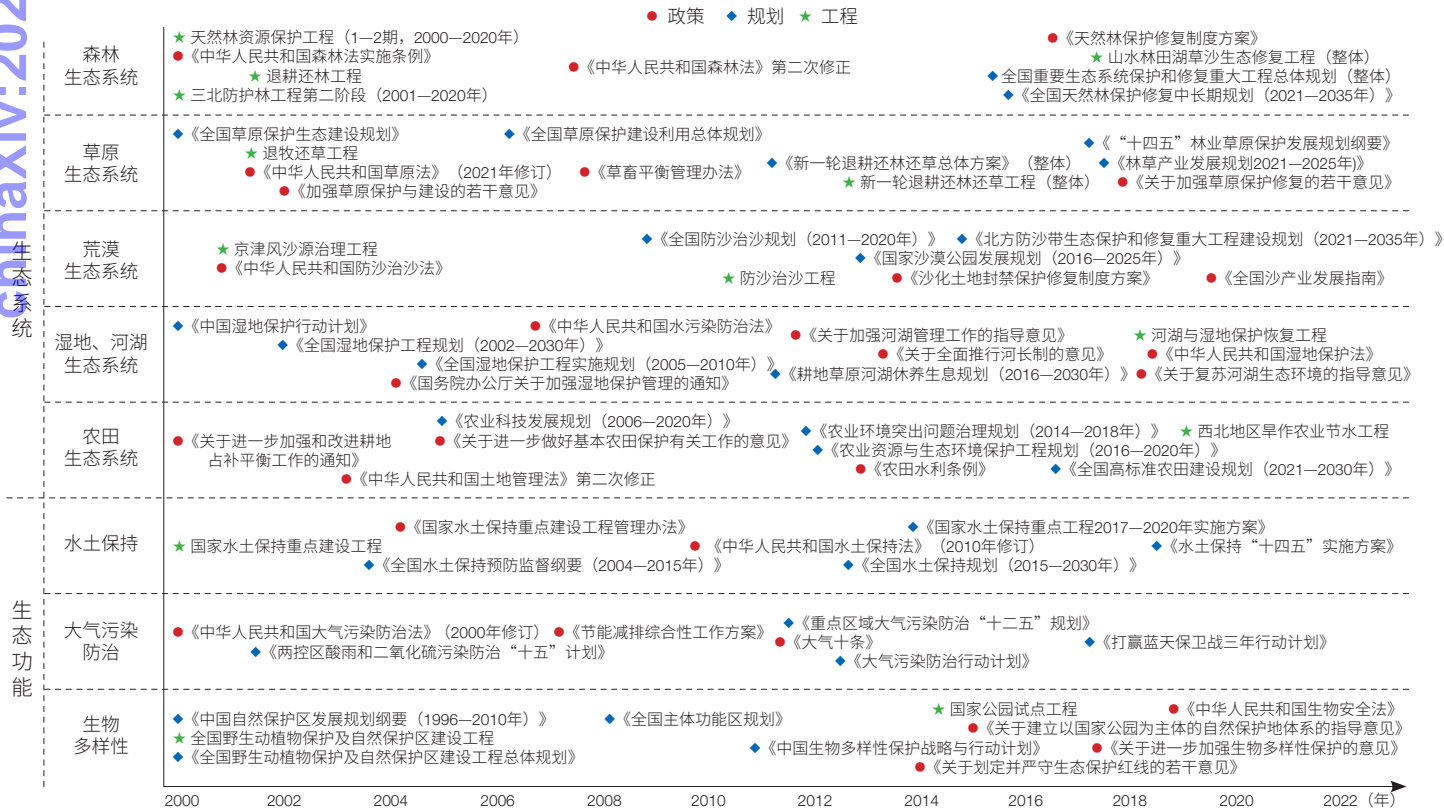 chinaxiv:202
● 政策 ◆ 规划 ★ 工程
生态系统
森林
生态系统
★ 天然林资源保护工程（1—2期，2000—2020年）
● 《中华人民共和国森林法实施条例》
★ 退耕还林工程
★ 三北防护林工程第二阶段（2001—2020年）
● 《中华人民共和国森林法》第二次修正
● 《天然林保护修复制度方案》
★ 山水林田湖草沙生态修复工程（整体）
◆ 全国重要生态系统保护和修复重大工程总体规划（整体）
◆ 《全国天然林保护修复中长期规划（2021—2035年）》
草原
生态系统
◆ 《全国草原保护生态建设规划》
★ 退牧还草工程
● 《中华人民共和国草原法》（2021年修订）
● 《加强草原保护与建设的若干意见》
◆ 《全国草原保护建设利用总体规划》
● 《草畜平衡管理办法》
◆ 《新一轮退耕还林还草总体方案》（整体）
★ 新一轮退耕还林还草工程（整体）
◆ 《“十四五”林业草原保护发展规划纲要》
◆ 《林草产业发展规划2021—2025年)》
● 《关于加强草原保护修复的若干意见》
荒漠
生态系统
★ 京津风沙源治理工程
● 《中华人民共和国防沙治沙法》
◆ 《全国防沙治沙规划（2011—2020年）》
◆ 《北方防沙带生态保护和修复重大工程建设规划（2021—2035年）》
◆ 《国家沙漠公园发展规划（2016—2025年）》
★ 防沙治沙工程
● 《沙化土地封禁保护修复制度方案》
● 《全国沙产业发展指南》
湿地、河湖
生态系统
◆ 《中国湿地保护行动计划》
◆ 《全国湿地保护工程规划（2002—2030年）》
◆ 《全国湿地保护工程实施规划（2005—2010年）》
● 《国务院办公厅关于加强湿地保护管理的通知》
● 《中华人民共和国水污染防治法》
● 《关于加强河湖管理工作的指导意见》
● 《关于全面推行河长制的意见》
◆ 《耕地草原河湖休养生息规划（2016—2030年）》
★ 河湖与湿地保护恢复工程
● 《中华人民共和国湿地保护法》
● 《关于复苏河湖生态环境的指导意见》
农田
生态系统
● 《关于进一步加强和改进耕地
占补平衡工作的通知》
◆ 《农业科技发展规划（2006—2020年）》
● 《关于进一步做好基本农田保护有关工作的意见》
● 《中华人民共和国土地管理法》第二次修正
◆ 《农业环境突出问题治理规划（2014—2018年）》
◆ 《农业资源与生态环境保护工程规划（2016—2020年）》
● 《农田水利条例》
★ 西北地区旱作农业节水工程
◆ 《全国高标准农田建设规划（2021—2030年）》
生态功能
水土保持
● 《国家水土保持重点建设工程管理办法》
★ 国家水土保持重点建设工程
◆ 《全国水土保持预防监督纲要（2004—2015年）》
◆ 《国家水土保持重点工程2017—2020年实施方案》
● 《中华人民共和国水土保持法》（2010年修订）
◆ 《全国水土保持规划（2015—2030年）》
◆ 《水土保持“十四五”实施方案》
大气污染
防治
● 《中华人民共和国大气污染防治法》（2000年修订）
◆ 《两控区酸雨和二氧化硫污染防治“十五”计划》
● 《节能减排综合性工作方案》
◆ 《重点区域大气污染防治“十二五”规划》
● 《大气十条》
◆ 《大气污染防治行动计划》
◆ 《打赢蓝天保卫战三年行动计划》
生物
多样性
◆ 《中国自然保护区发展规划纲要（1996—2010年）》
★ 全国野生动植物保护及自然保护区建设工程
◆ 《全国野生动植物保护及自然保护区建设工程总体规划》
◆ 《全国主体功能区规划》
★ 国家公园试点工程
● 《中华人民共和国生物安全法》
● 《关于建立以国家公园为主体的自然保护地体系的指导意见》
◆ 《中国生物多样性保护战略与行动计划》
● 《关于进一步加强生物多样性保护的意见》
● 《关于划定并严守生态保护红线的若干意见》
2000 2002 2004 2006 2008 2010 2012 2014 2016 2018 2020 2022（年）